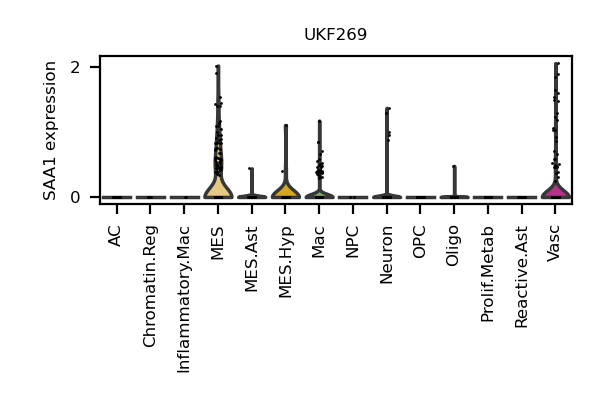 UKF269
SAA1 expression
2
0
AC
Chromatin.Reg
Inflammatory.Mac
MES
MES.Ast
MES.Hyp
Mac
NPC
Neuron
OPC
Oligo
Prolif.Metab
Reactive.Ast
Vasc